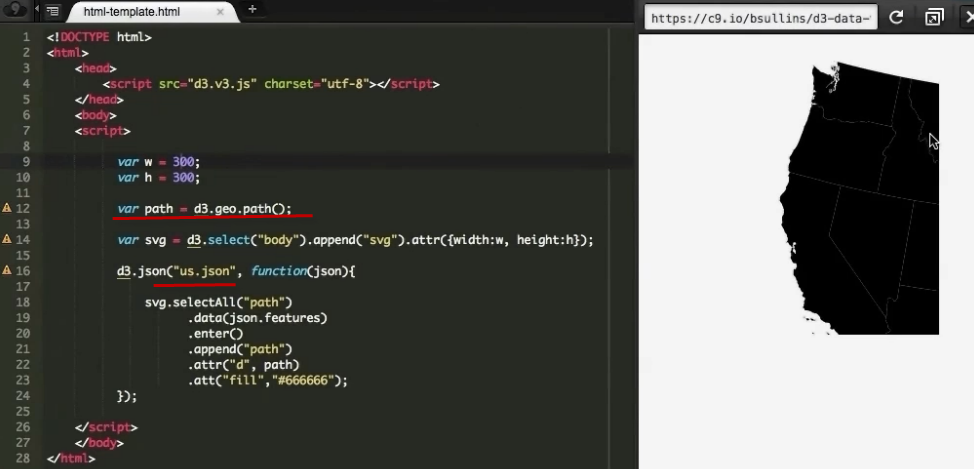 html-template.html
https://c9.io/bsullins/d3-data-
1 <!DOCTYPE html>
2 <html>
3 <head>
4 <script src="d3.v3.js" charset="utf-8"></script>
5 </head>
6 <body>
7 <script>
8
9 var w = 300;
10 var h = 300;
11
12 var path = d3.geo.path();
13
14 var svg = d3.select("body").append("svg").attr({width:w, height:h});
15
16 d3.json("us.json", function(json){
17
18 svg.selectAll("path")
19 .data(json.features)
20 .enter()
21 .append("path")
22 .attr("d", path)
23 .att("fill","#666666");
24 });
25
26 </script>
27 </body>
28 </html>